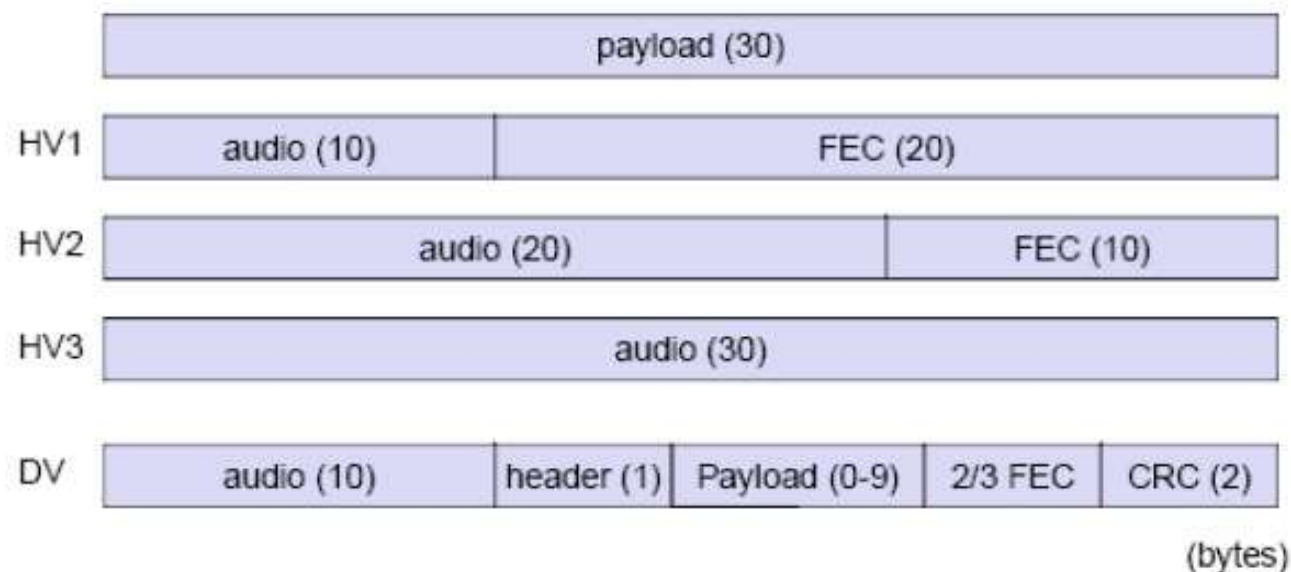 payload (30)
HV1 audio (10) FEC (20)
HV2 audio (20) FEC (10)
HV3 audio (30)
DV audio (10) header (1) Payload (0-9) 2/3 FEC CRC (2)
(bytes)